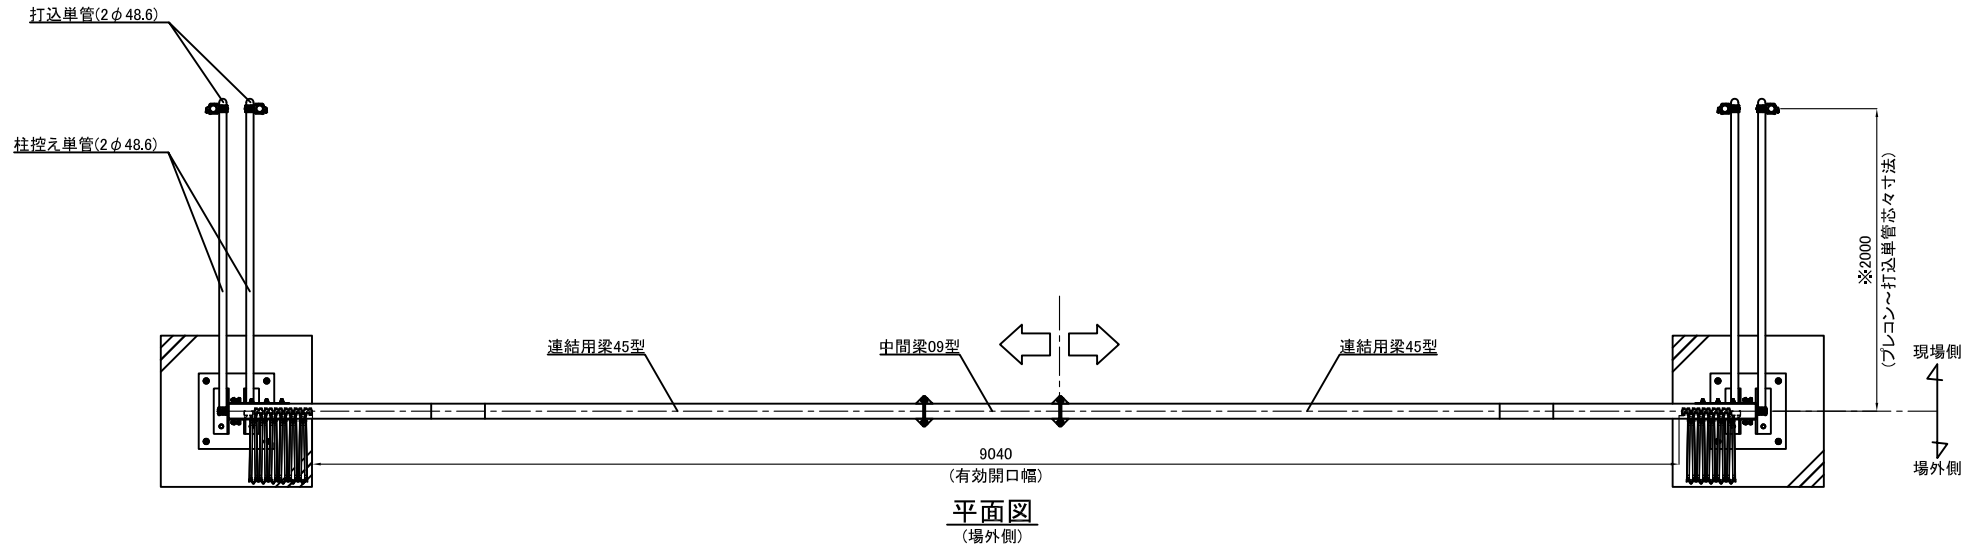 打込単管(2φ48.6)
柱控え単管(2φ48.6)
連結用梁45型
中間梁09型
連結用梁45型
※2000
(プレコン～打込単管芯々寸法)
現場側
場外側
9040
(有効開口幅)
平面図
(場外側)